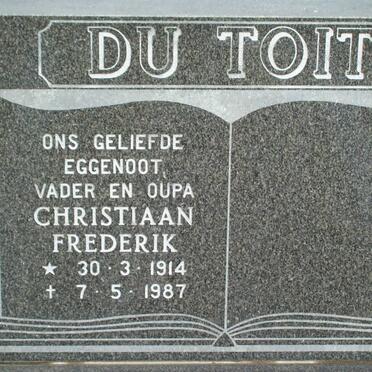 DU TOIT
ONS GELIEFDE
EGGENOOT,
VADER EN OUPA
CHRISTIAAN
FREDERIK
★ 30·3·1914
† 7·5·1987